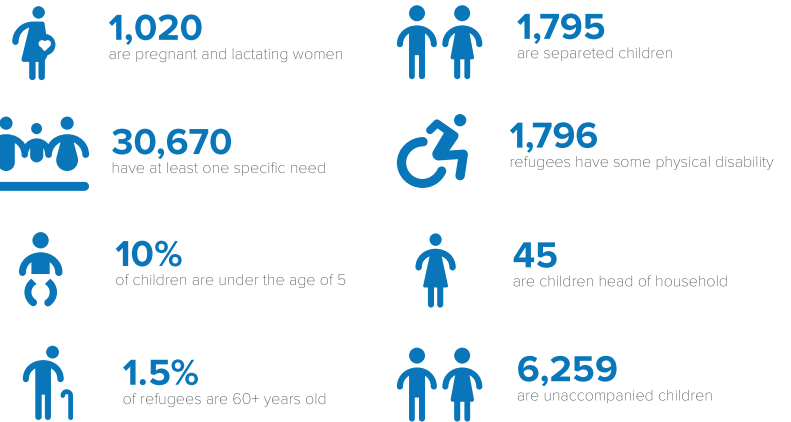 1,020
are pregnant and lactating women
1,795
are separeted children
30,670
have at least one specific need
1,796
refugees have some physical disability
10%
of children are under the age of 5
45
are children head of household
1.5%
of refugees are 60+ years old
6,259
are unaccompanied children